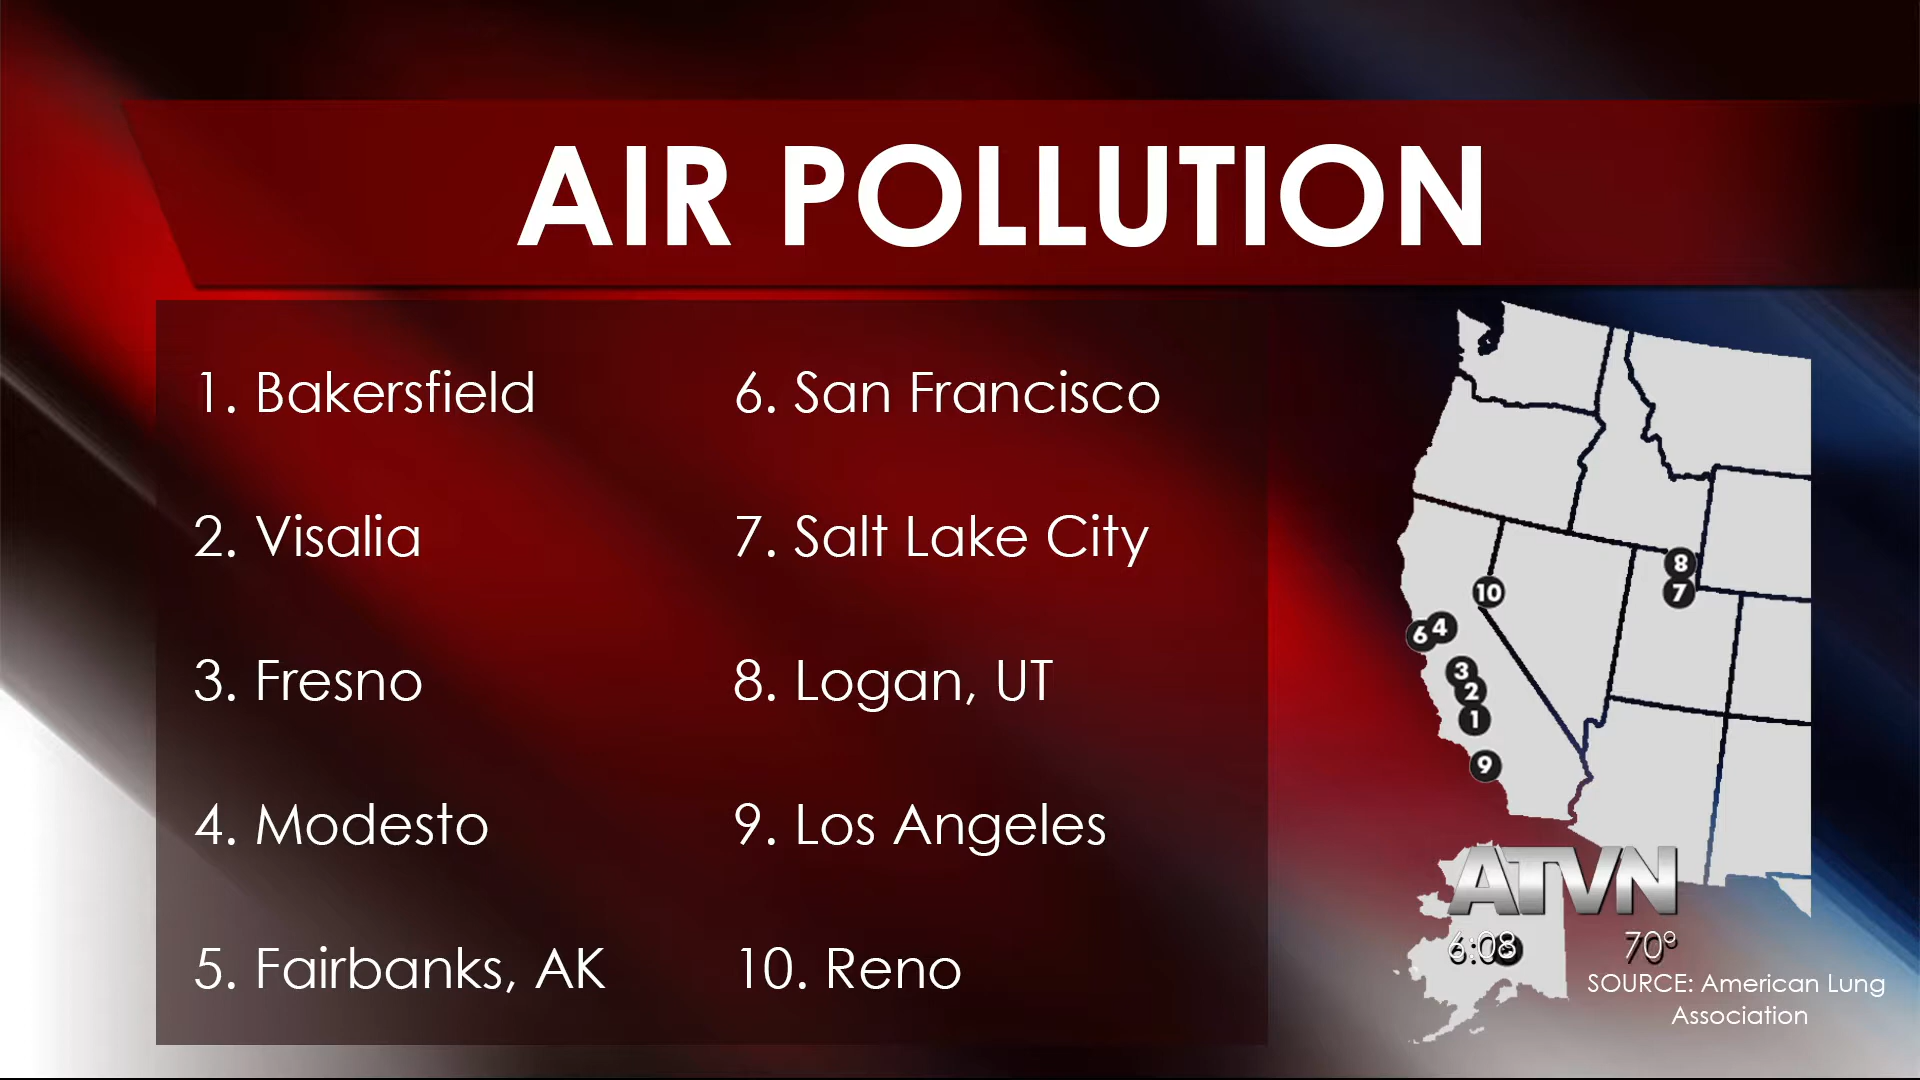 AIR POLLUTION
1. Bakersfield
2. Visalia
3. Fresno
4. Modesto
5. Fairbanks, AK
6. San Francisco
7. Salt Lake City
8. Logan, UT
9. Los Angeles
10. Reno
8
7
10
6 4
3
2
1
9
ATVN
6:08 70°
SOURCE: American Lung
Association